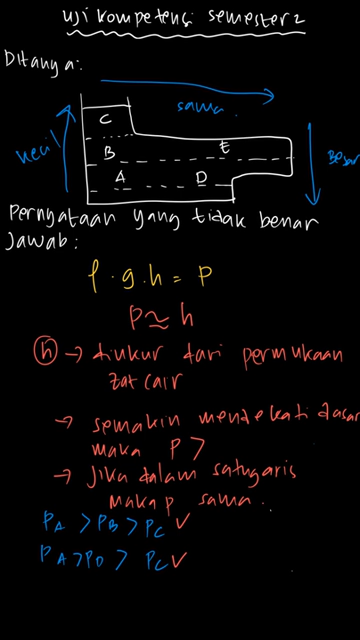 uji kompetensi semester 2
Ditanya:
sama
kecil
C
B
E
Besar
A
D
Pernyataan yang tidak benar
Jawab:
ρ.g.h = P
P ≃ h
(h) → diukur dari permukaan
zat cair
→ semakin mendekati dasar
maka P >
→ Jika dalam satu garis
maka p sama.
PA > PB > PC ✓
PA > PD > PC ✓